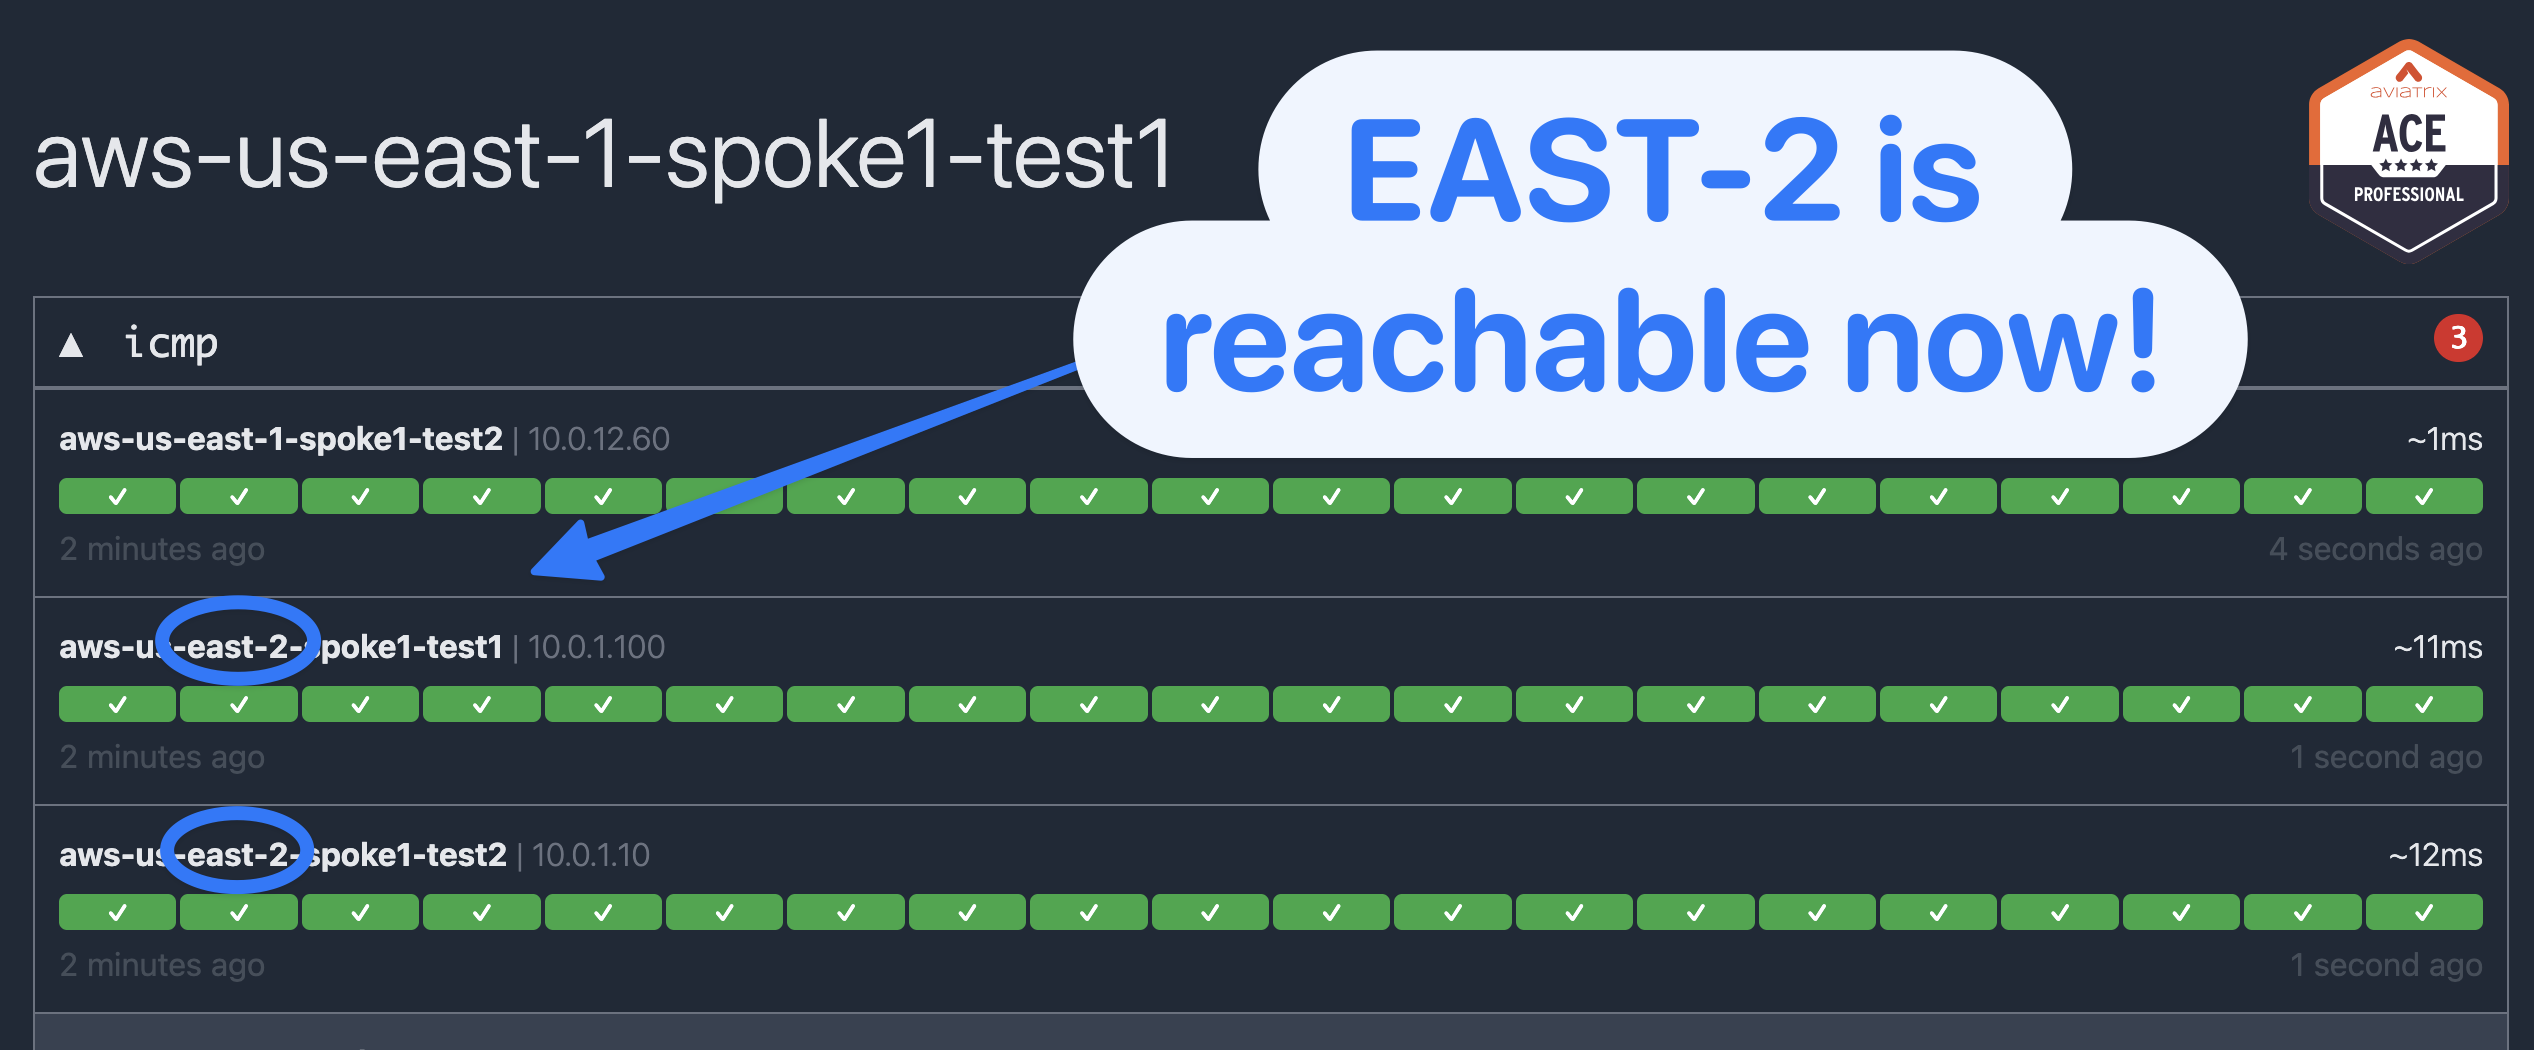 aws-us-east-1-spoke1-test1
EAST-2 is
reachable now!
aviatrix
ACE
PROFESSIONAL
▲ icmp
3
aws-us-east-1-spoke1-test2 | 10.0.12.60
~1ms
2 minutes ago
4 seconds ago
aws-us-east-2-spoke1-test1 | 10.0.1.100
~11ms
2 minutes ago
1 second ago
aws-us-east-2-spoke1-test2 | 10.0.1.10
~12ms
2 minutes ago
1 second ago